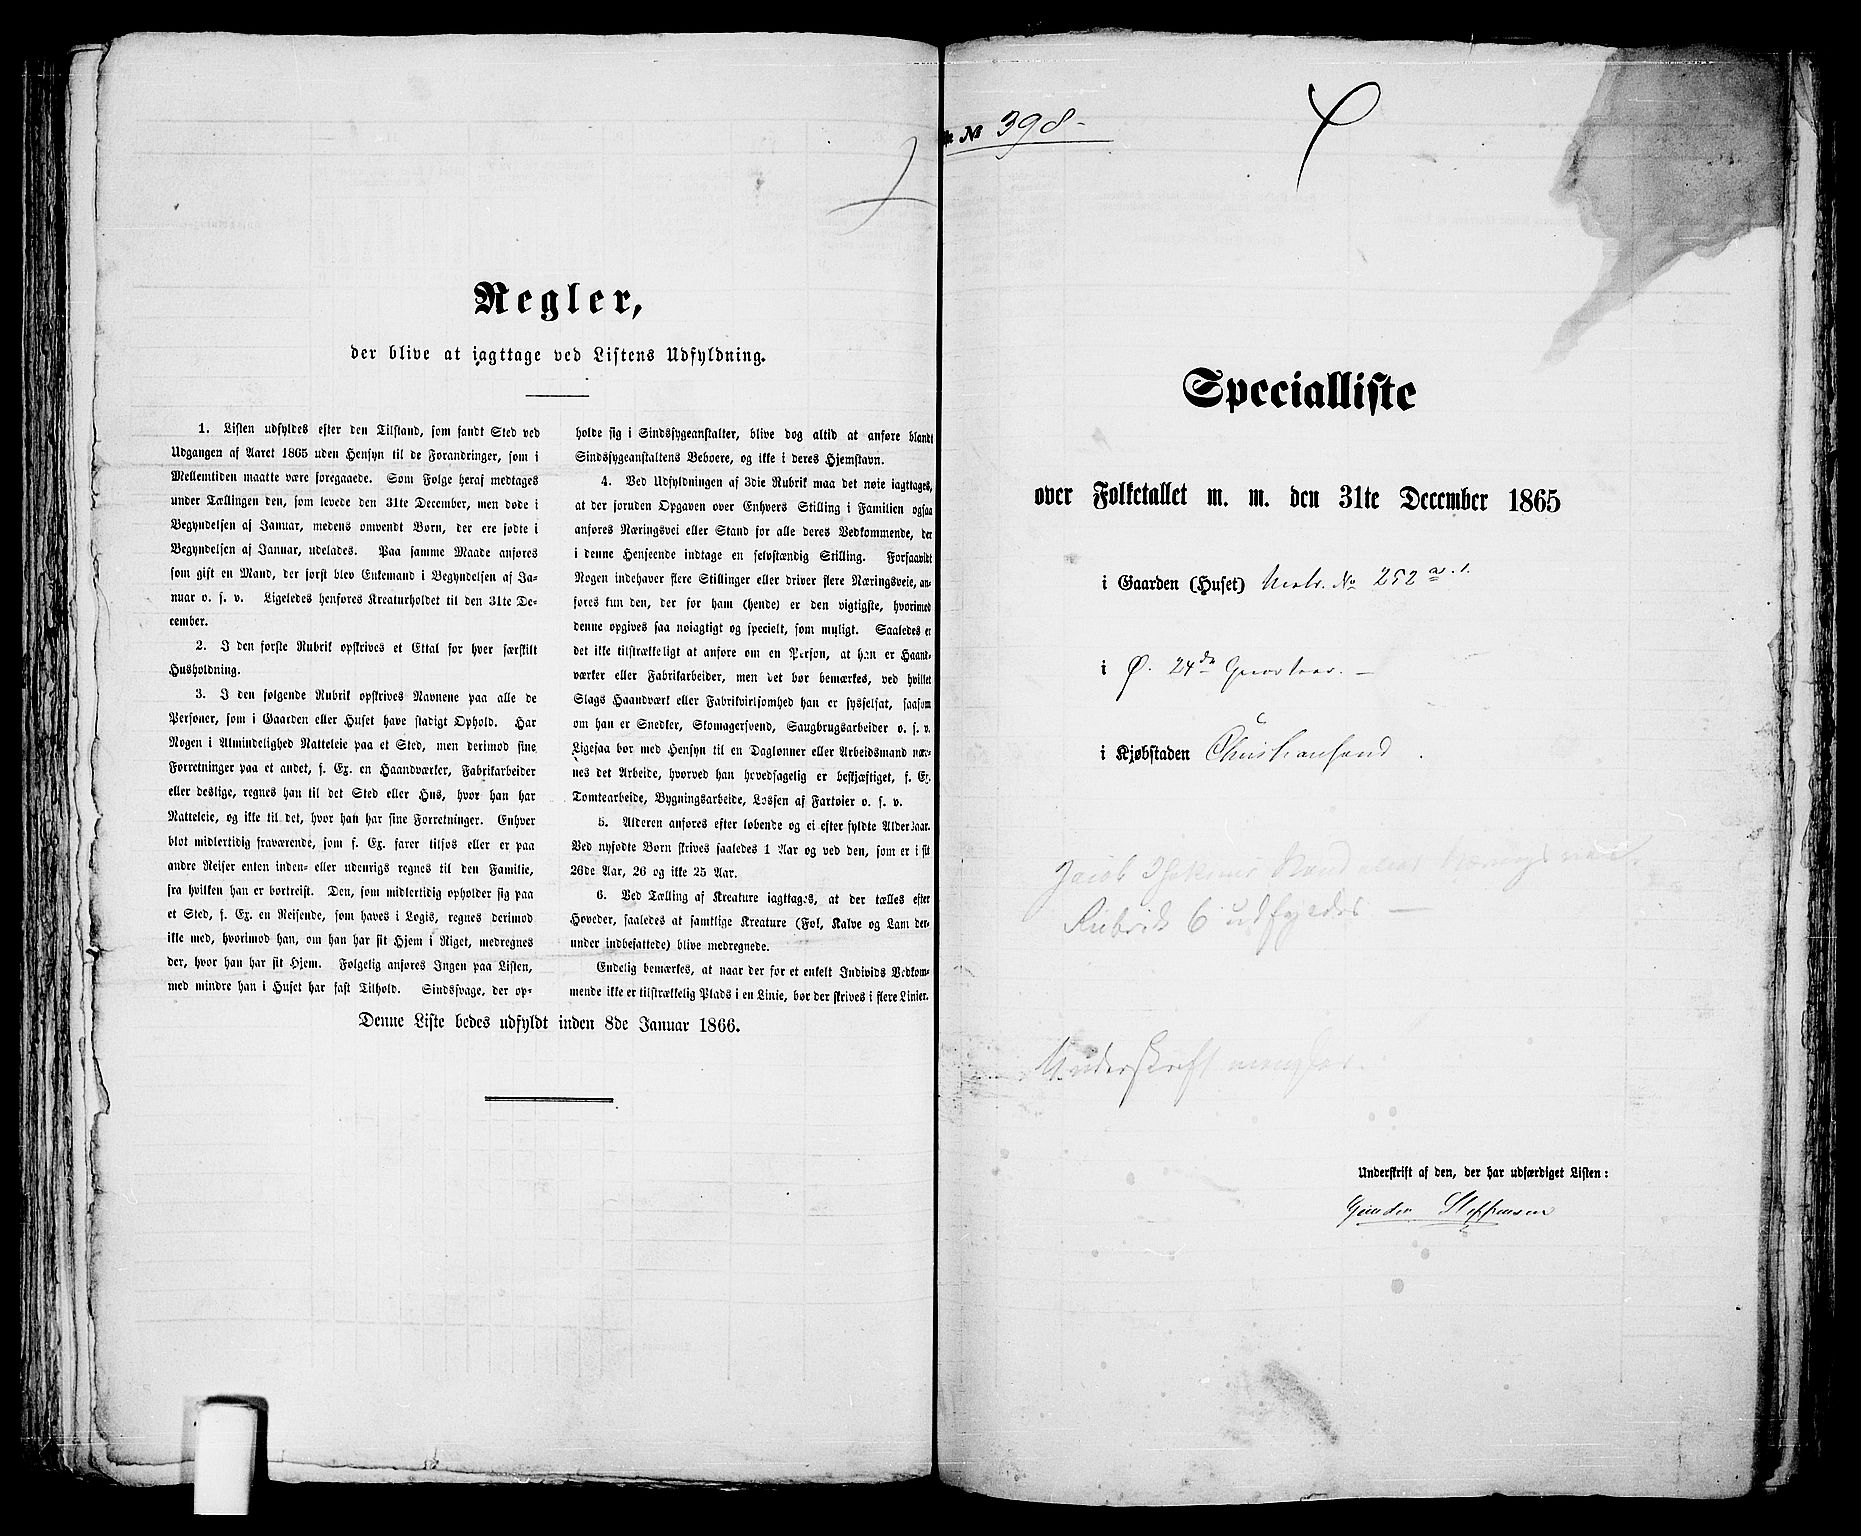 Regler,
der blive at iagttage ved Listens Udfyldning.
1. Listen udfyldes efter den Tilstand, som fandt Sted ved
Udgangen af Aaret 1865 uden Hensyn til de Forandringer, som i
Mellemtiden maatte være foregaaede. Som Følge heraf medtages
under Tællingen den, som levede den 31te December, men døde i
Begyndelsen af Januar, medens omvendt Børn, der ere fødte i
Begyndelsen af Januar, udelades. Paa samme Maade anføres
som gift en Mand, der først blev Enkemand i Begyndelsen af Ja-
nuar o. s. v. Ligeledes henføres Kreaturholdet til den 31te De-
cember.
2. I den første Rubrik opskrives et Ettal for hver særskilt
Husholdning.
3. I den følgende Rubrik opskrives Navnene paa alle de
Personer, som i Gaarden eller Huset have stadigt Ophold. Har
Nogen i Almindelighed Natteleie paa et Sted, men derimod sine
Forretninger paa et andet, f. Ex. en Haandværker, Fabrikarbeider
eller deslige, regnes han til det Sted eller Hus, hvor han har
Natteleie, og ikke til det, hvor han har sine Forretninger. Enhver
blot midlertidig fraværende, som f. Ex. farer tilsøs eller er paa
andre Reiser enten inden- eller udenrigs regnes til den Familie,
fra hvilken han er bortreist. Den, som midlertidig opholder sig paa
et Sted, f. Ex. en Reisende, som haves i Logis, regnes derimod
ikke med, hvorimod han, om han har sit Hjem i Riget, medregnes
der, hvor han har sit Hjem. Følgelig anføres Ingen paa Listen,
med mindre han i Huset har fast Tilhold. Sindssvage, der op-
holde sig i Sindssygeanstalter, blive dog altid at anføre blandt
Sindssygeanstaltens Beboere, og ikke i deres Hjemstavn.
4. Ved Udfyldningen af 3die Rubrik maa det nøie iagttages,
at der foruden Opgaven over Enhvers Stilling i Familien ogsaa
anføres Næringsvei eller Stand for alle deres Vedkommende, der
i denne Henseende indtage en selvstændig Stilling. Forsaavidt
Nogen indehaver flere Stillinger eller driver flere Næringsveie, an-
føres kun den, der for ham (hende) er den vigtigste, hvorimod
denne opgives saa nøiagtigt og specielt, som muligt. Saaledes er
det ikke tilstrækkeligt at anføre om en Person, at han er Haand-
værker eller Fabrikarbeider, men det bør bemærkes, ved hvilket
Slags Haandværk eller Fabrikvirksomhed han er sysselsat, saasom
om han er Snedker, Skomagersvend, Saugbrugsarbeider o. s. v.
Ligesaa bør med Hensyn til en Daglønner eller Arbeidsmand næv-
nes det Arbeide, hvorved han hovedsagelig er beskjæftiget, f. Ex.
Tomtearbeide, Bygningsarbeide, Lossen af Fartøier o. s. v.
5. Alderen anføres efter løbende og ei efter fyldte Alder Aar.
Ved nyfødte Børn skrives saaledes 1 Aar og ved den, som er i sit
26de Aar, 26 og ikke 25 Aar.
6. Ved Tælling af Kreature iagttages, at der tælles efter
Hoveder, saaledes at samtlige Kreature (Føl, Kalve og Lam der-
under indbefattede) blive medregnede.
Endelig bemærkes, at naar der for et enkelt Individs Vedkom-
mende ikke er tilstrækkelig Plads i en Linie, bør der skrives i flere Linier.
Denne Liste bedes udfyldt inden 8de Januar 1866.
№ 398-
Specialliste
over Folketallet m. m. den 31te December 1865
i Gaarden (Huset) Matr. No 252 a. 1.
i Ø. 24de Qvarteer. —
i Kjøbstaden Christiansand.
Jacob
Rubrik 6 udfyldes —
Underskrift mangler.
Underskrift af den, der har udfærdiget Listen:
Steffensen